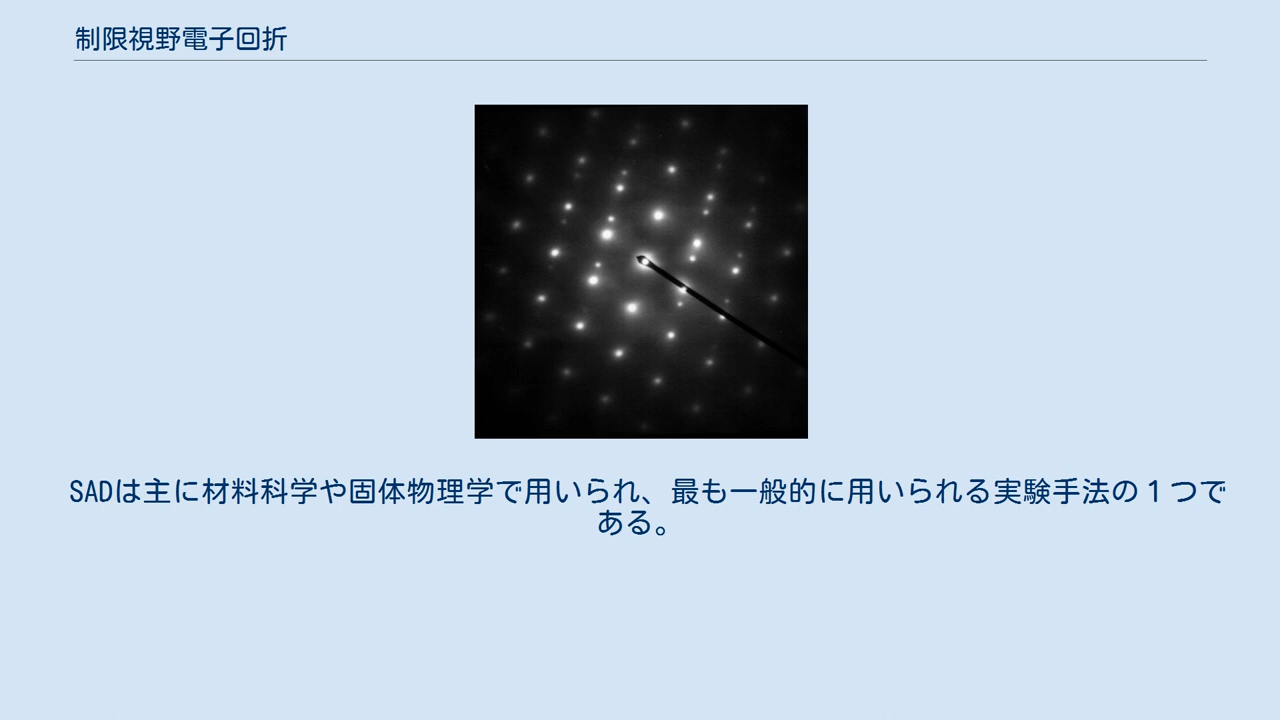 制限視野電子回折
SADは主に材料科学や固体物理学で用いられ、最も一般的に用いられる実験手法の１つで
ある。